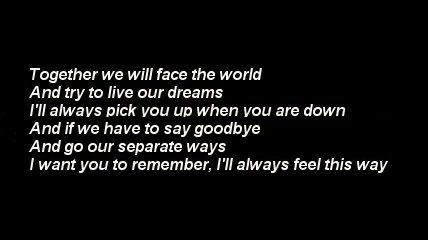 Together we will face the world
And try to live our dreams
I'll always pick you up when you are down
And if we have to say goodbye
And go our separate ways
I want you to remember, I'll always feel this way